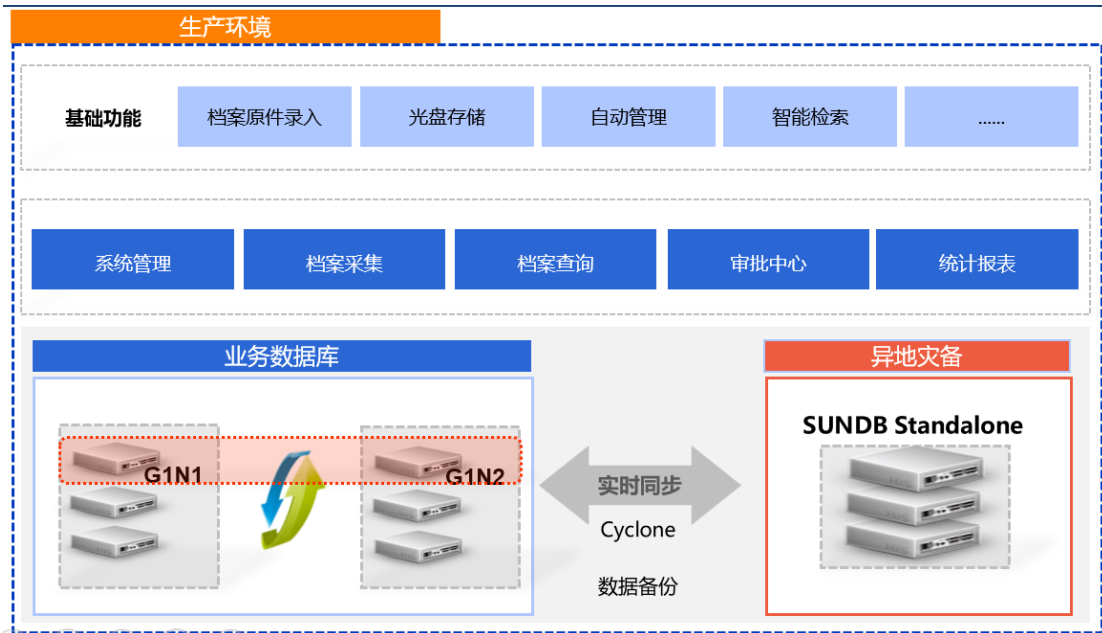 生产环境
基础功能
档案原件录入
光盘存储
自动管理
智能检索
......
系统管理
档案采集
档案查询
审批中心
统计报表
业务数据库
异地灾备
SUNDB Standalone
G1N1
G1N2
实时同步
Cyclone
数据备份